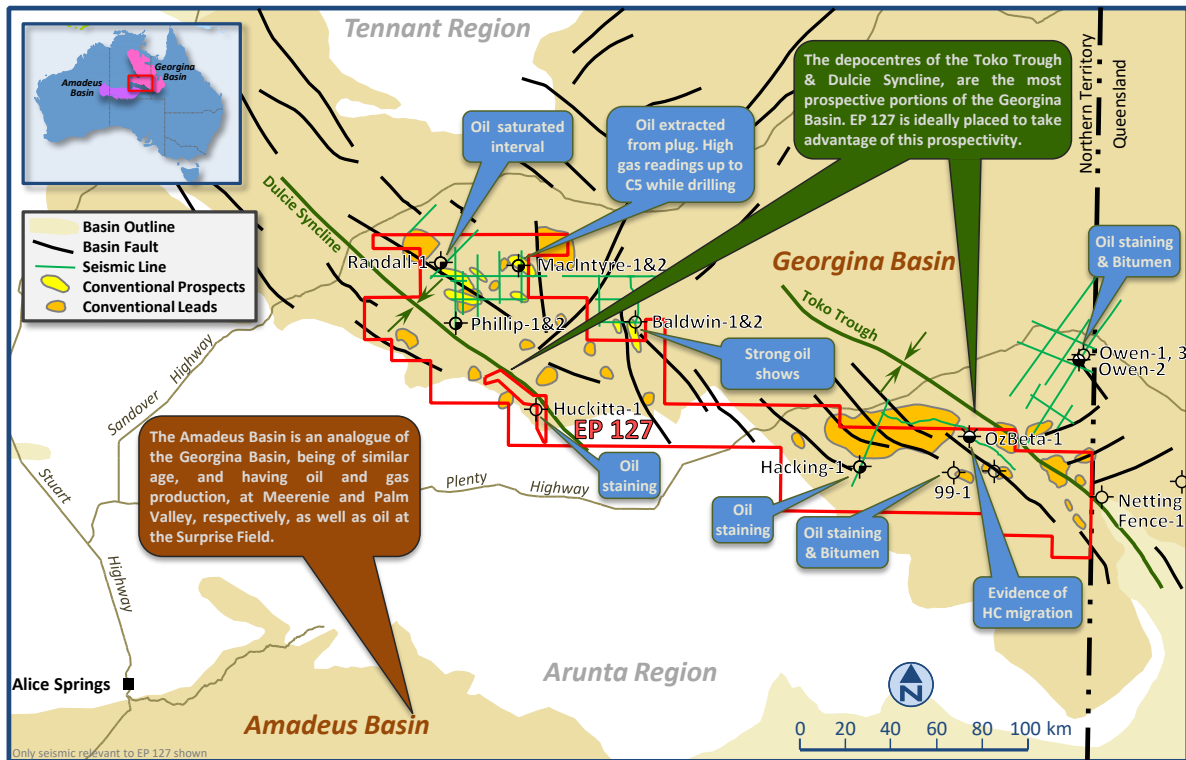 Tennant Region
Georgina
Basin
Amadeus
Basin
The depocentres of the Toko Trough
& Dulcie Syncline, are the most
prospective portions of the Georgina
Basin. EP 127 is ideally placed to take
advantage of this prospectivity.
Northern Territory
Queensland
Oil saturated
interval
Oil extracted
from plug. High
gas readings up to
C5 while drilling
Dulcie Syncline
Basin Outline
Basin Fault
Seismic Line
Conventional Prospects
Conventional Leads
Randall-1
MacIntyre-1&2
Georgina Basin
Oil staining
& Bitumen
Toko Trough
Phillip-1&2
Baldwin-1&2
Strong oil
shows
Owen-1, 3
Owen-2
Sandover Highway
Huckitta-1
EP 127
Oil
staining
The Amadeus Basin is an analogue of
the Georgina Basin, being of similar
age, and having oil and gas
production, at Meerenie and Palm
Valley, respectively, as well as oil at
the Surprise Field.
Stuart
Highway
Plenty
Highway
OzBeta-1
Hacking-1
99-1
Netting
Fence-1
Oil
staining
Oil staining
& Bitumen
Evidence of
HC migration
Arunta Region
Alice Springs
Amadeus Basin
N
0 20 40 60 80 100 km
Only seismic relevant to EP 127 shown